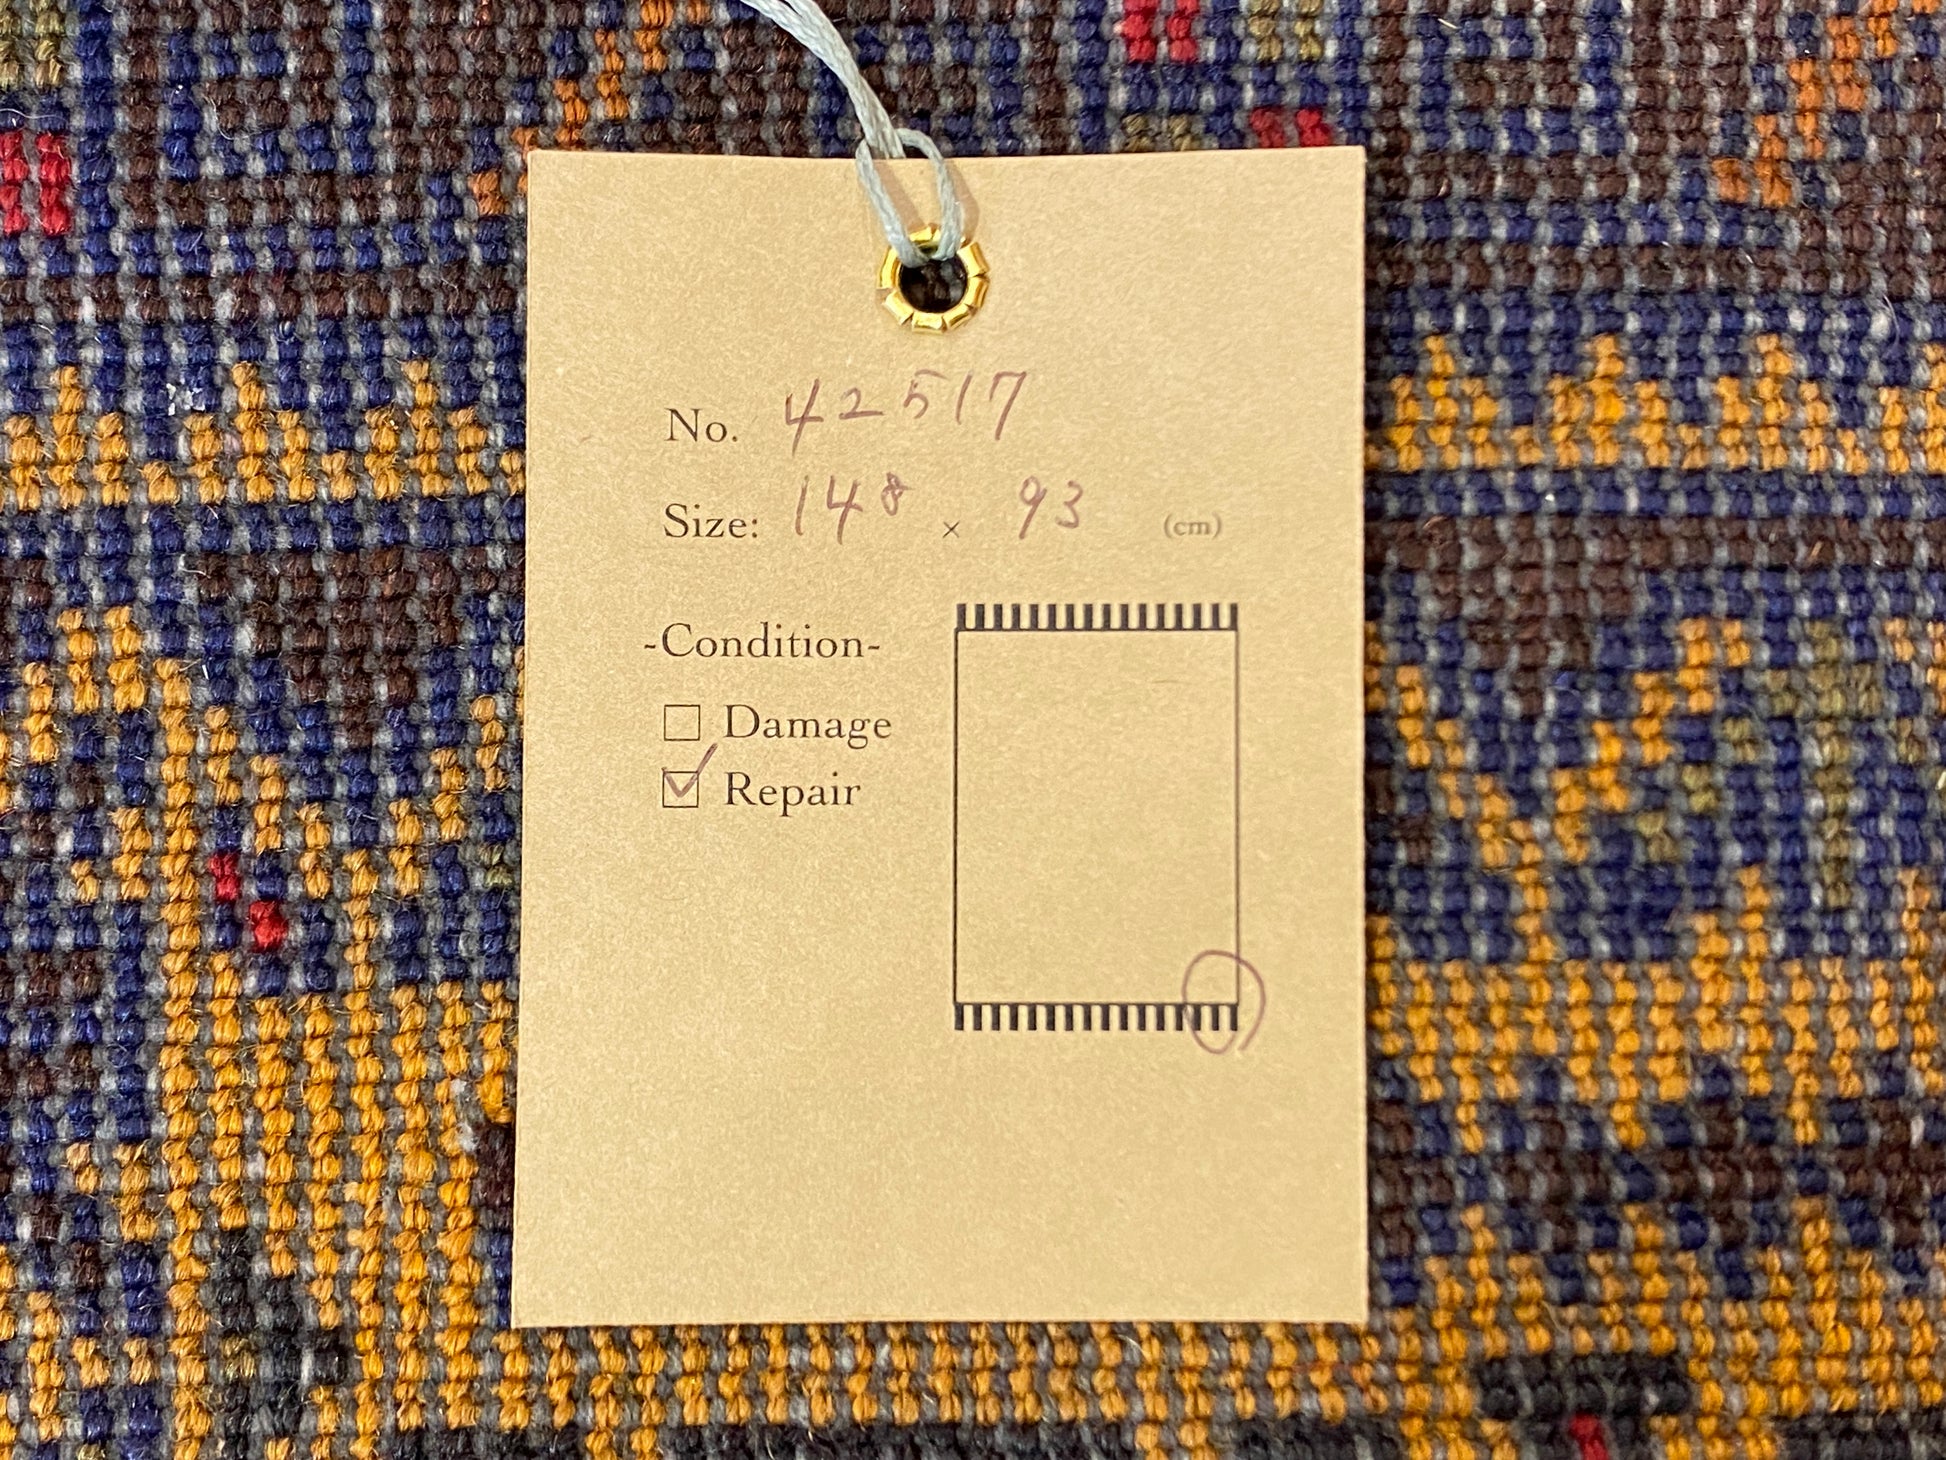 No. 42517
Size: 148 × 93 (cm)
-Condition-
☐ Damage
☑ Repair